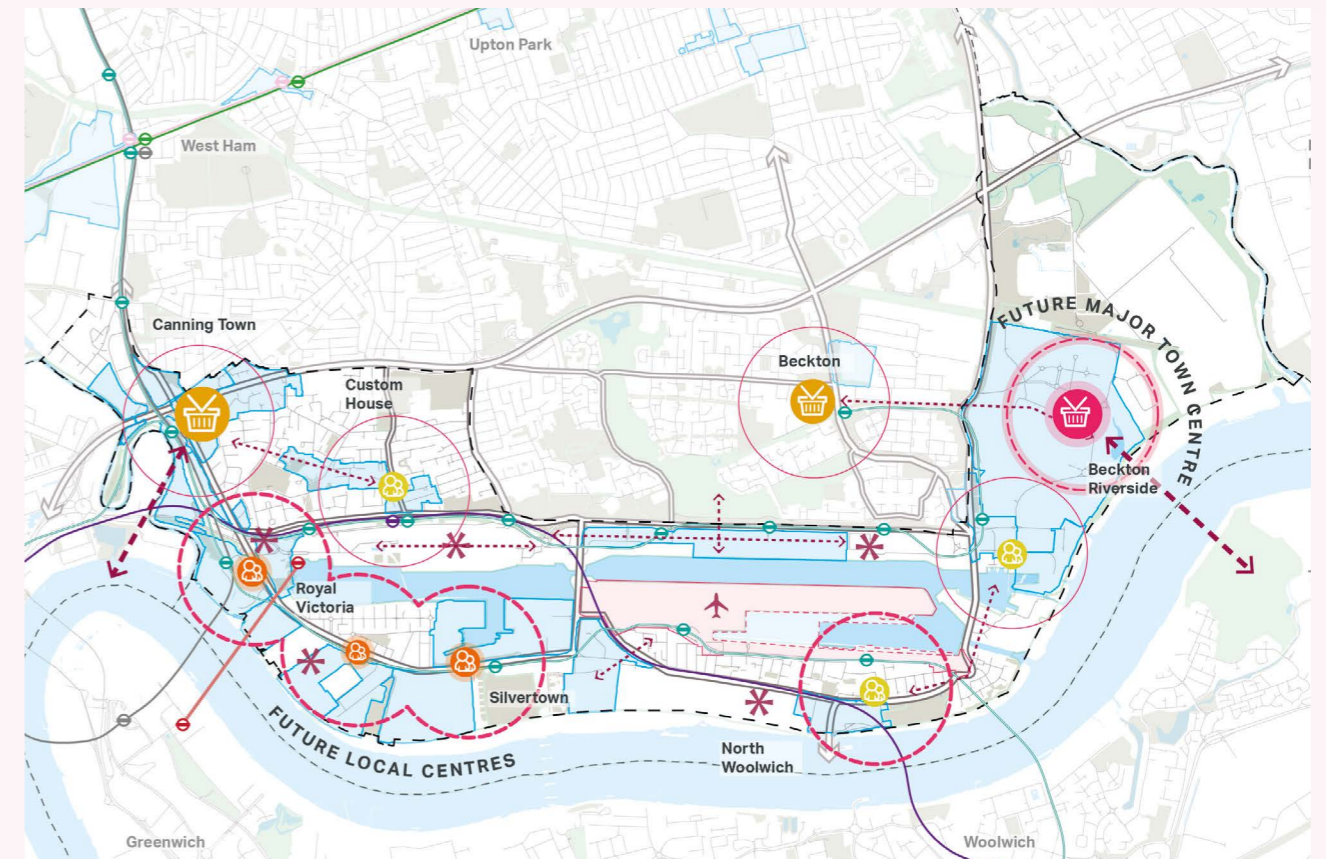 Upton Park
West Ham
FUTURE MAJOR TOWN CENTRE
Canning Town
Beckton
Custom
House
Beckton
Riverside
Royal
Victoria
Silvertown
FUTURE LOCAL CENTRES
North
Woolwich
Greenwich
Woolwich